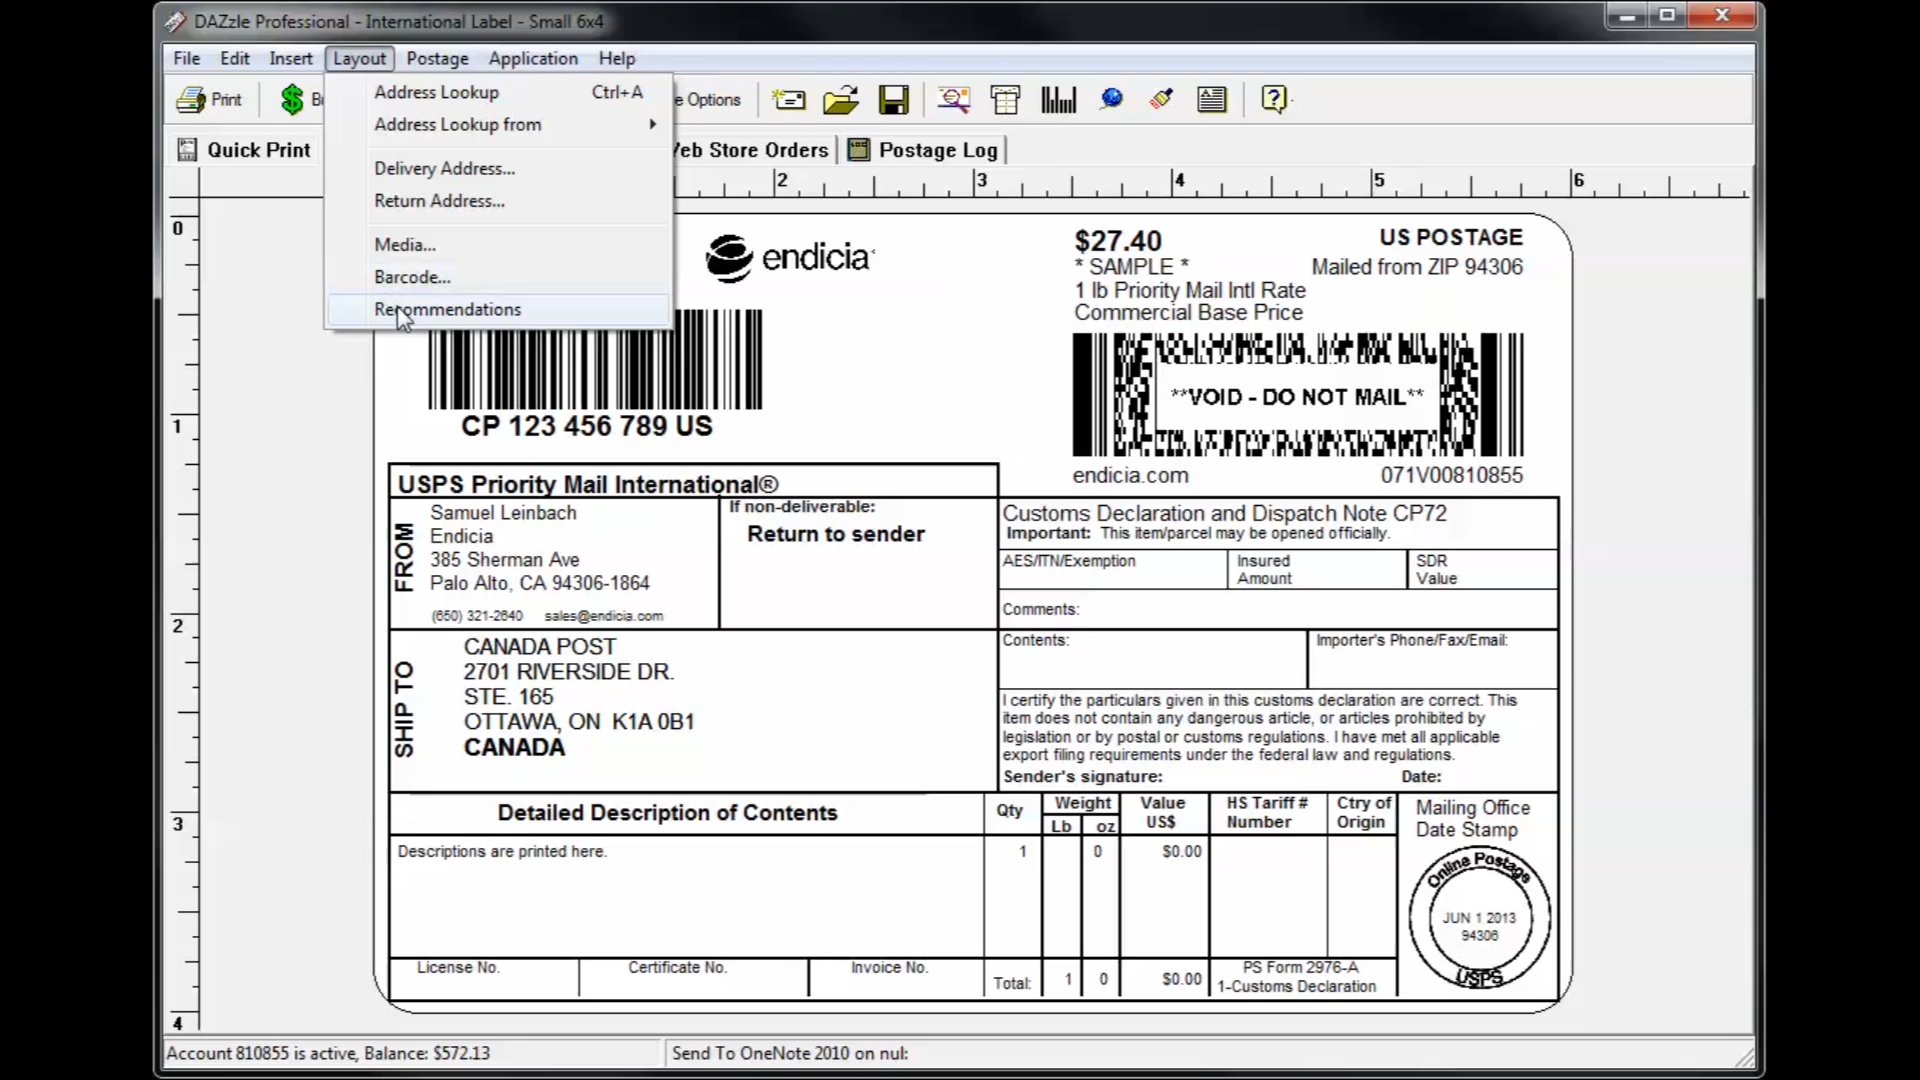 DAZzle Professional - International Label - Small 6x4
File Edit Insert Layout Postage Application Help
Print
Options
Address Lookup Ctrl+A
Address Lookup from
Delivery Address...
Return Address...
Media...
Barcode...
Recommendations
Quick Print
Web Store Orders
Postage Log
2 3 4 5 6
0
1
2
3
4
endicia
$27.40
* SAMPLE *
1 lb Priority Mail Intl Rate
Commercial Base Price
US POSTAGE
Mailed from ZIP 94306
**VOID - DO NOT MAIL**
endicia.com 071V00810855
CP 123 456 789 US
USPS Priority Mail International®
FROM
Samuel Leinbach
Endicia
385 Sherman Ave
Palo Alto, CA 94306-1864
(650) 321-2640 sales@endicia.com
If non-deliverable:
Return to sender
SHIP TO
CANADA POST
2701 RIVERSIDE DR.
STE. 165
OTTAWA, ON K1A 0B1
CANADA
Customs Declaration and Dispatch Note CP72
Important: This item/parcel may be opened officially.
AES/ITN/Exemption
Insured
Amount
SDR
Value
Comments:
Contents:
Importer's Phone/Fax/Email:
I certify the particulars given in this customs declaration are correct. This
item does not contain any dangerous article, or articles prohibited by
legislation or by postal or customs regulations. I have met all applicable
export filing requirements under the federal law and regulations.
Sender's signature: Date:
Detailed Description of Contents
Qty
Weight
Lb oz
Value
US$
HS Tariff #
Number
Ctry of
Origin
Mailing Office
Date Stamp
Descriptions are printed here. 1 0 $0.00
Online Postage
JUN 1 2013
94306
USPS
License No. Certificate No. Invoice No.
Total: 1 0 $0.00
PS Form 2976-A
1-Customs Declaration
Account 810855 is active, Balance: $572.13
Send To OneNote 2010 on nul: